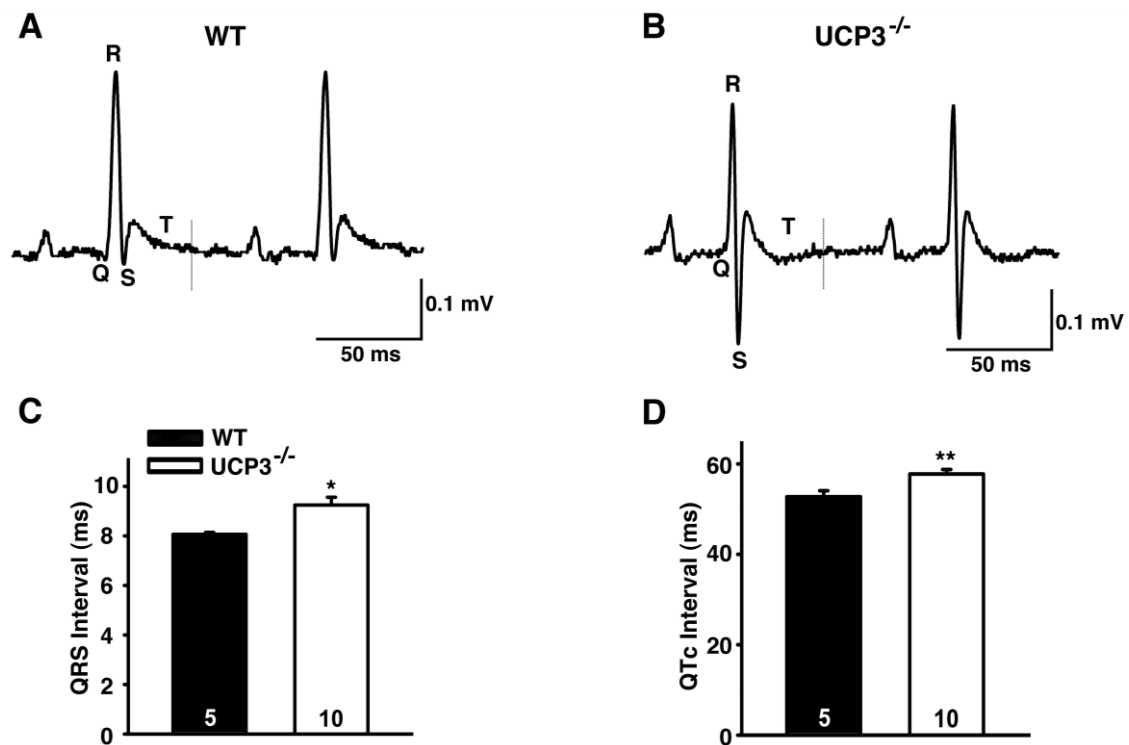 A
WT
R
T
Q
S
0.1 mV
50 ms
B
UCP3-/-
R
T
Q
S
0.1 mV
50 ms
C
WT
UCP3-/-
QRS Interval (ms)
10
8
6
4
2
0
*
5
10
D
QTc Interval (ms)
60
40
20
0
**
5
10